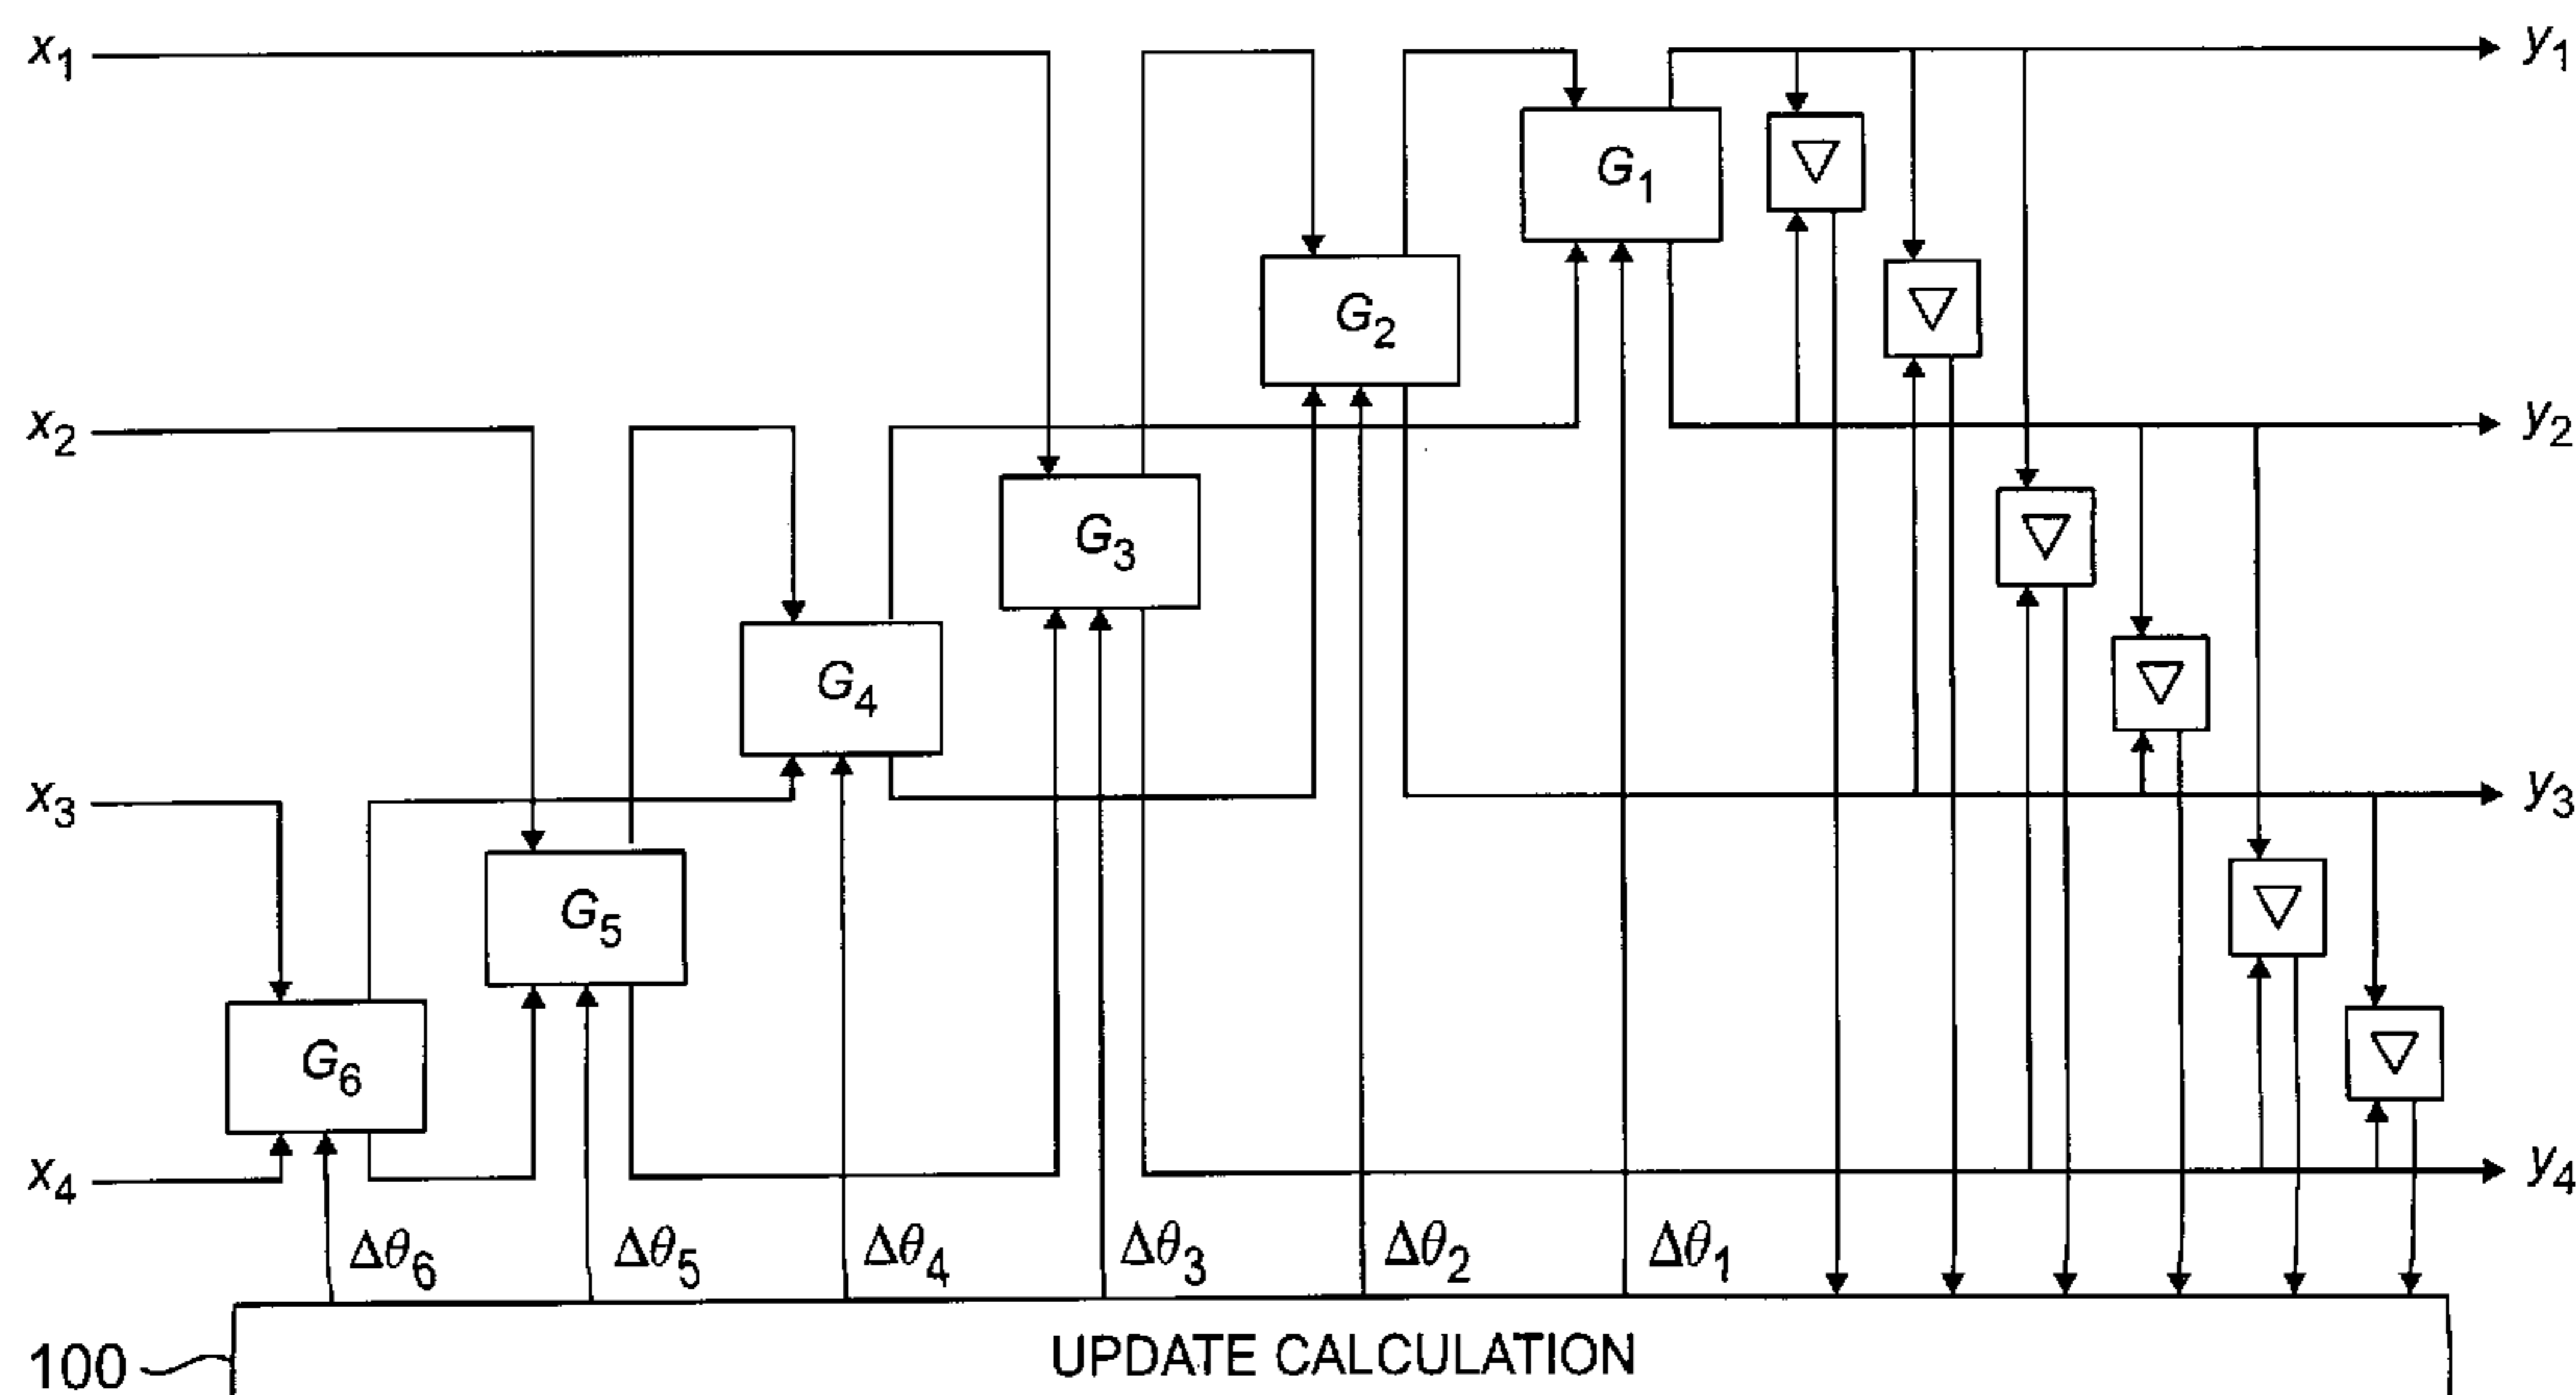 x1
y1
G1
G2
x2
y2
G3
G4
x3
y3
G5
G6
x4
y4
Δθ6
Δθ5
Δθ4
Δθ3
Δθ2
Δθ1
100
UPDATE CALCULATION